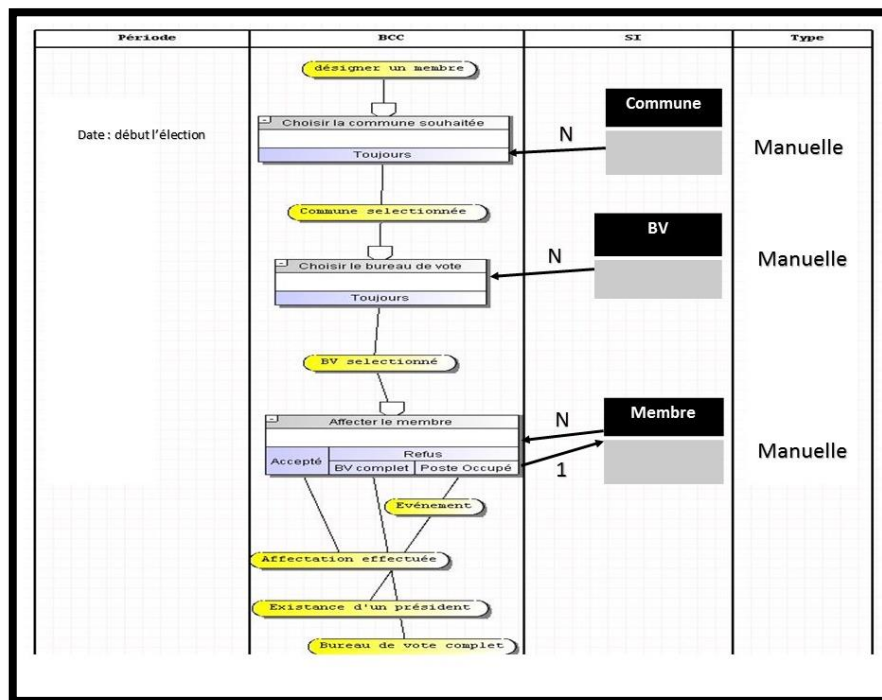 Période BCC SI Type
désigner un membre
Commune
Choisir la commune souhaitée
Date : début l'élection
N
Manuelle
Toujours
Commune selectionnée
BV
Choisir le bureau de vote
N
Manuelle
Toujours
BV selectionné
Membre
Affecter le membre
N
Accepté
Refus
Manuelle
BV complet Poste Occupé
1
Evénement
Affectation effectuée
Existance d'un président
Bureau de vote complet